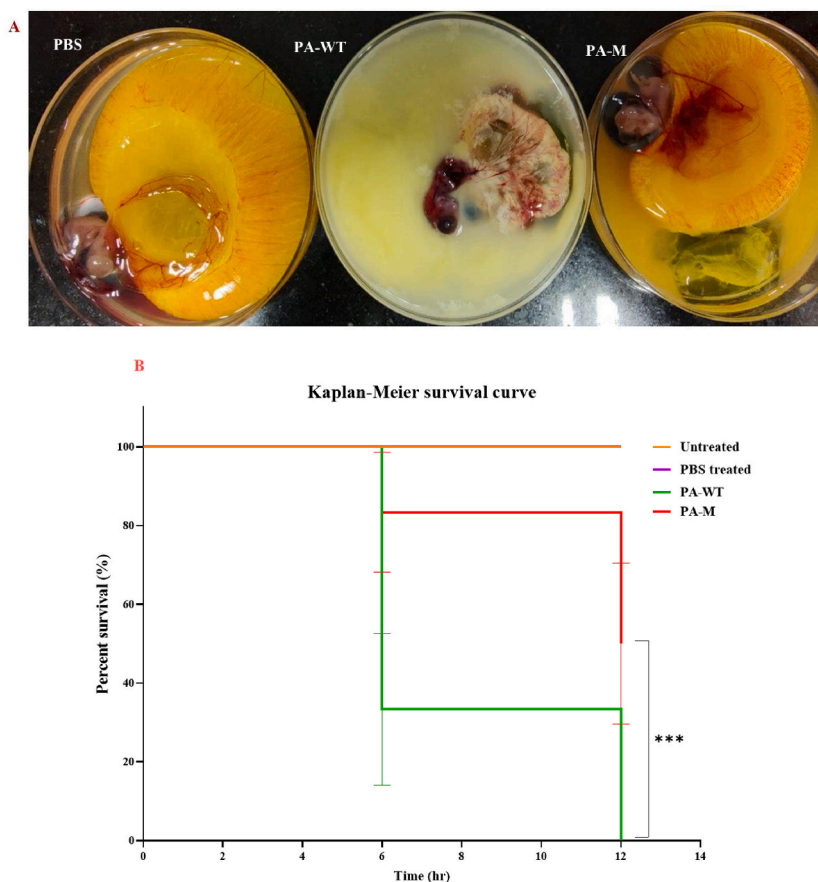 A
PBS
PA-WT
PA-M
B
Kaplan-Meier survival curve
Percent survival (%)
100
80
60
40
20
0
0 2 4 6 8 10 12 14
Time (hr)
Untreated
PBS treated
PA-WT
PA-M
***